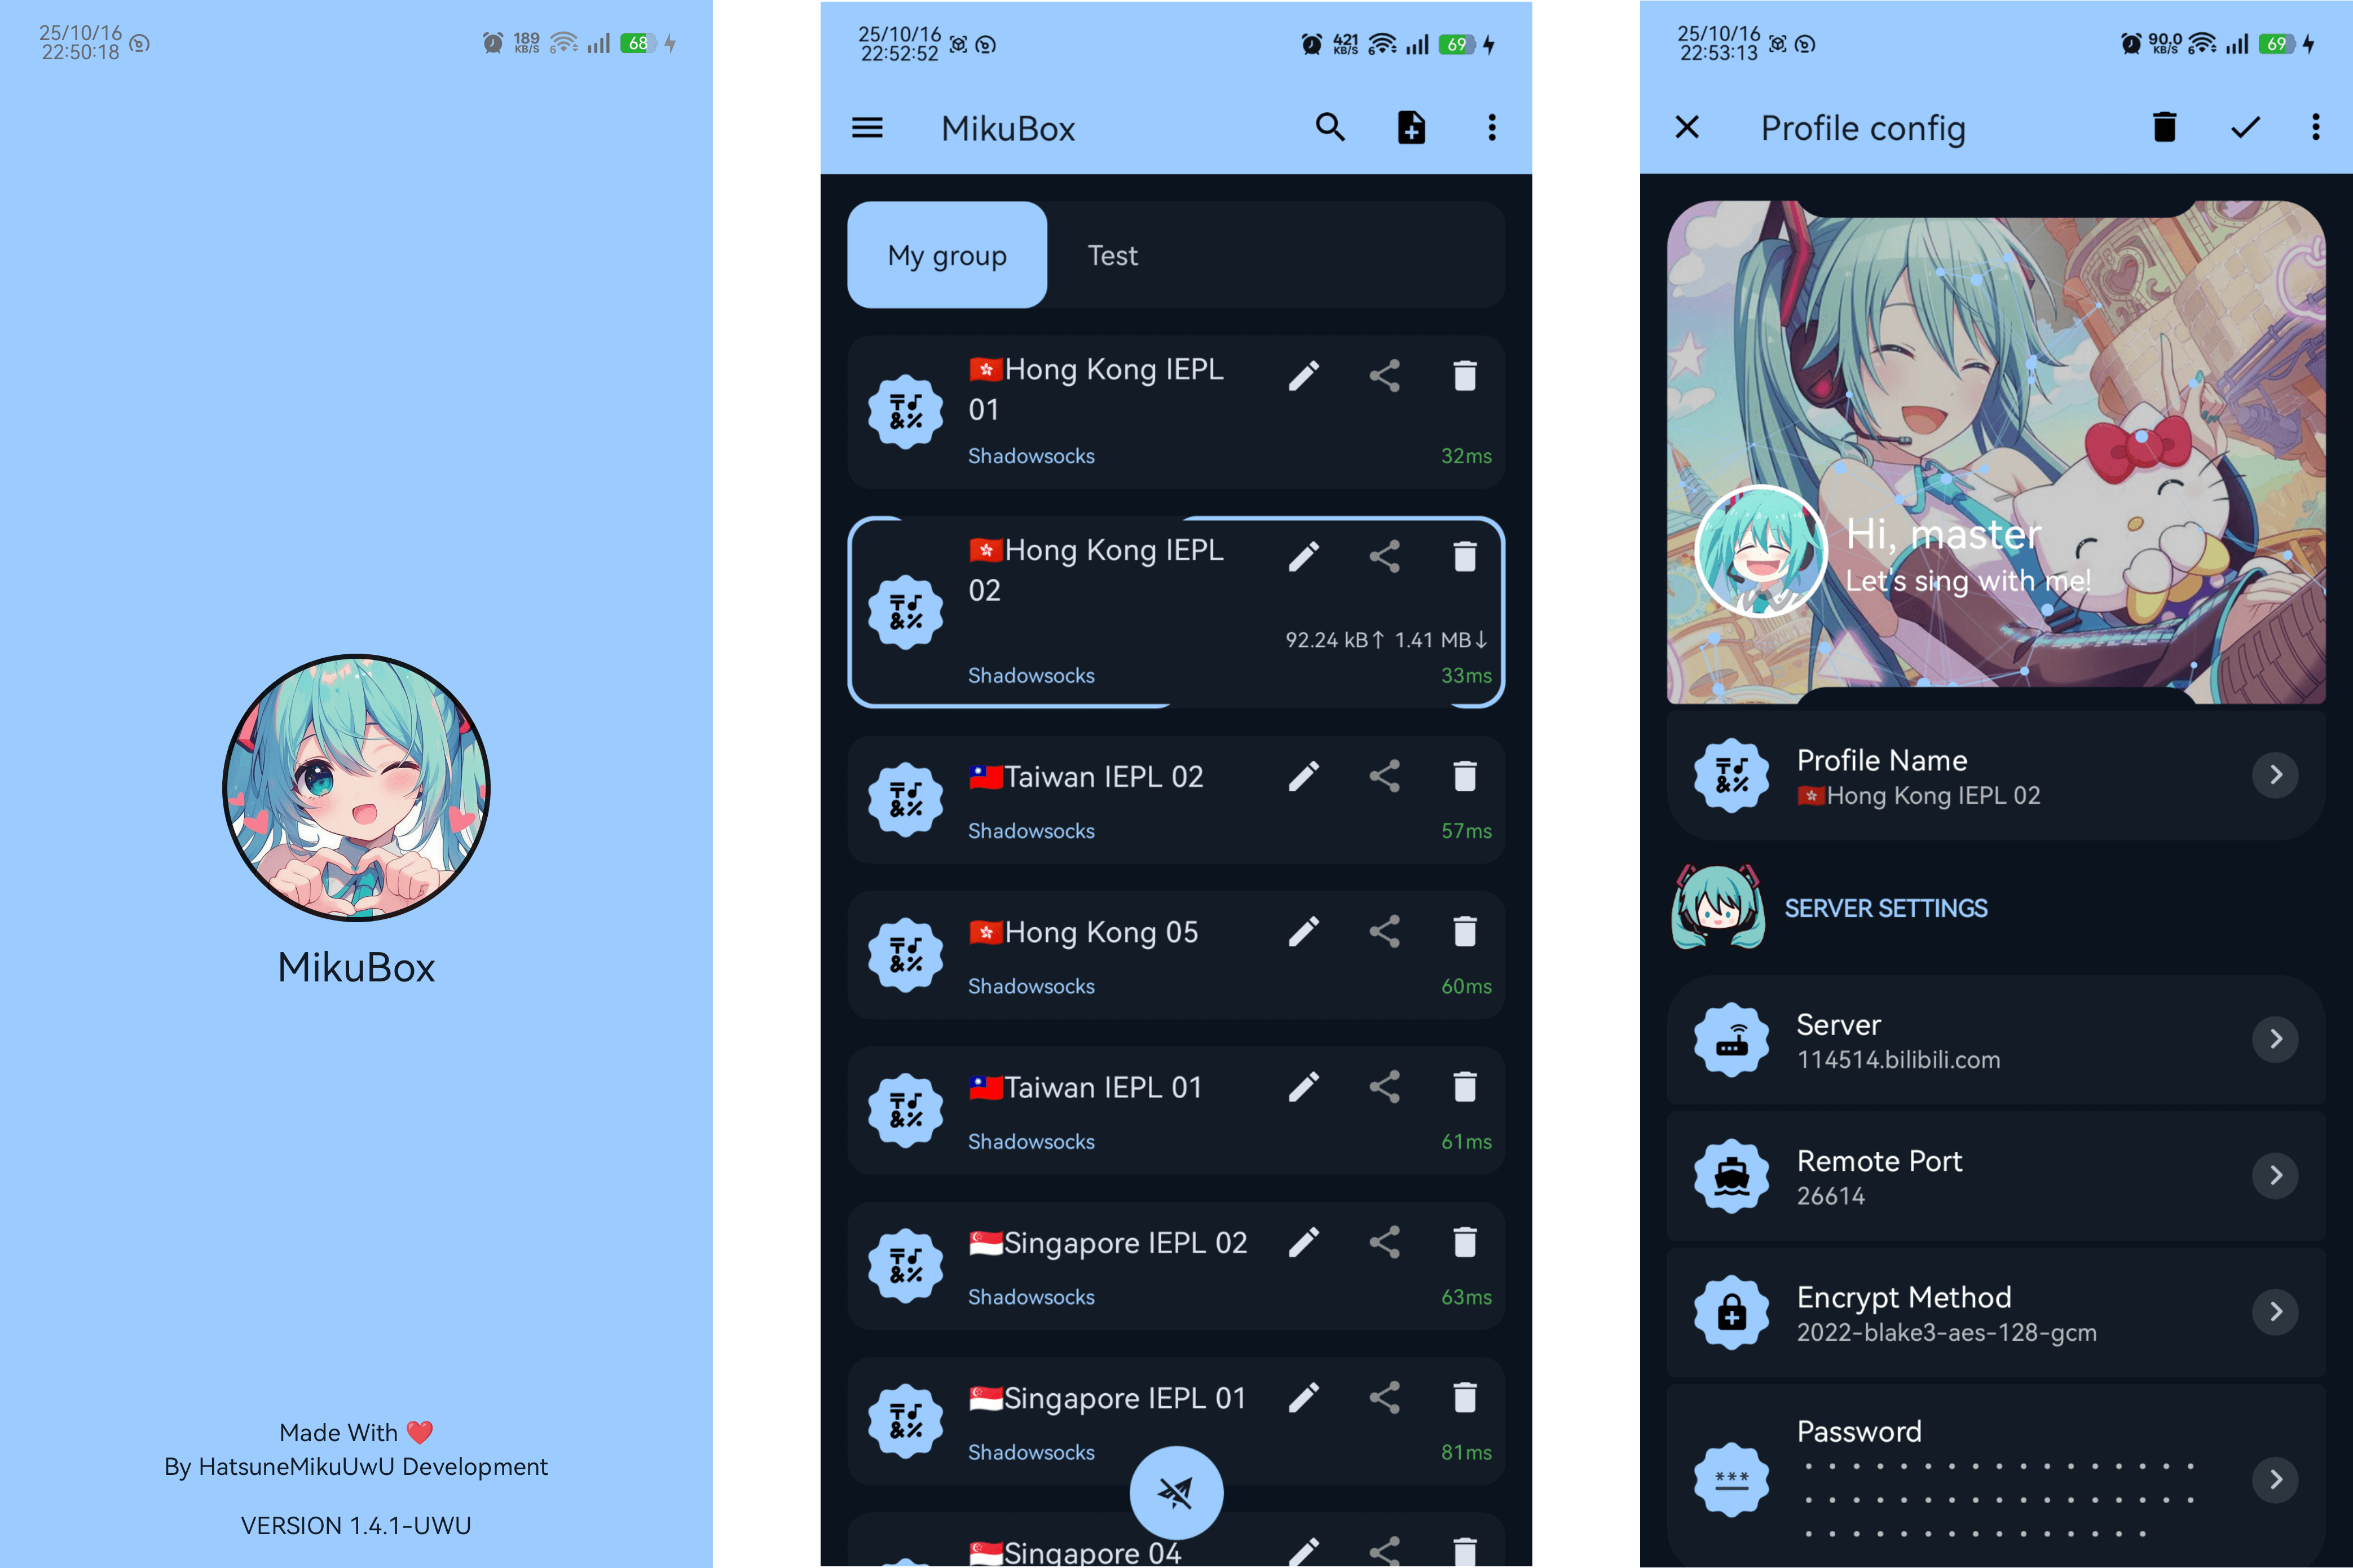 25/10/16
22:50:18
189
KB/S
6
68
MikuBox
Made With ❤️
By HatsuneMikuUwU Development
VERSION 1.4.1-UWU
25/10/16
22:52:52
421
KB/S
6
69
MikuBox
My group
Test
🇭🇰Hong Kong IEPL
01
Shadowsocks
32ms
🇭🇰Hong Kong IEPL
02
92.24 kB↑ 1.41 MB↓
Shadowsocks
33ms
🇹🇼Taiwan IEPL 02
Shadowsocks
57ms
🇭🇰Hong Kong 05
Shadowsocks
60ms
🇹🇼Taiwan IEPL 01
Shadowsocks
61ms
🇸🇬Singapore IEPL 02
Shadowsocks
63ms
🇸🇬Singapore IEPL 01
Shadowsocks
81ms
🇸🇬Singapore 04
25/10/16
22:53:13
90.0
KB/S
6
69
Profile config
Hi, master
Let's sing with me!
Profile Name
🇭🇰Hong Kong IEPL 02
SERVER SETTINGS
Server
114514.bilibili.com
Remote Port
26614
Encrypt Method
2022-blake3-aes-128-gcm
Password